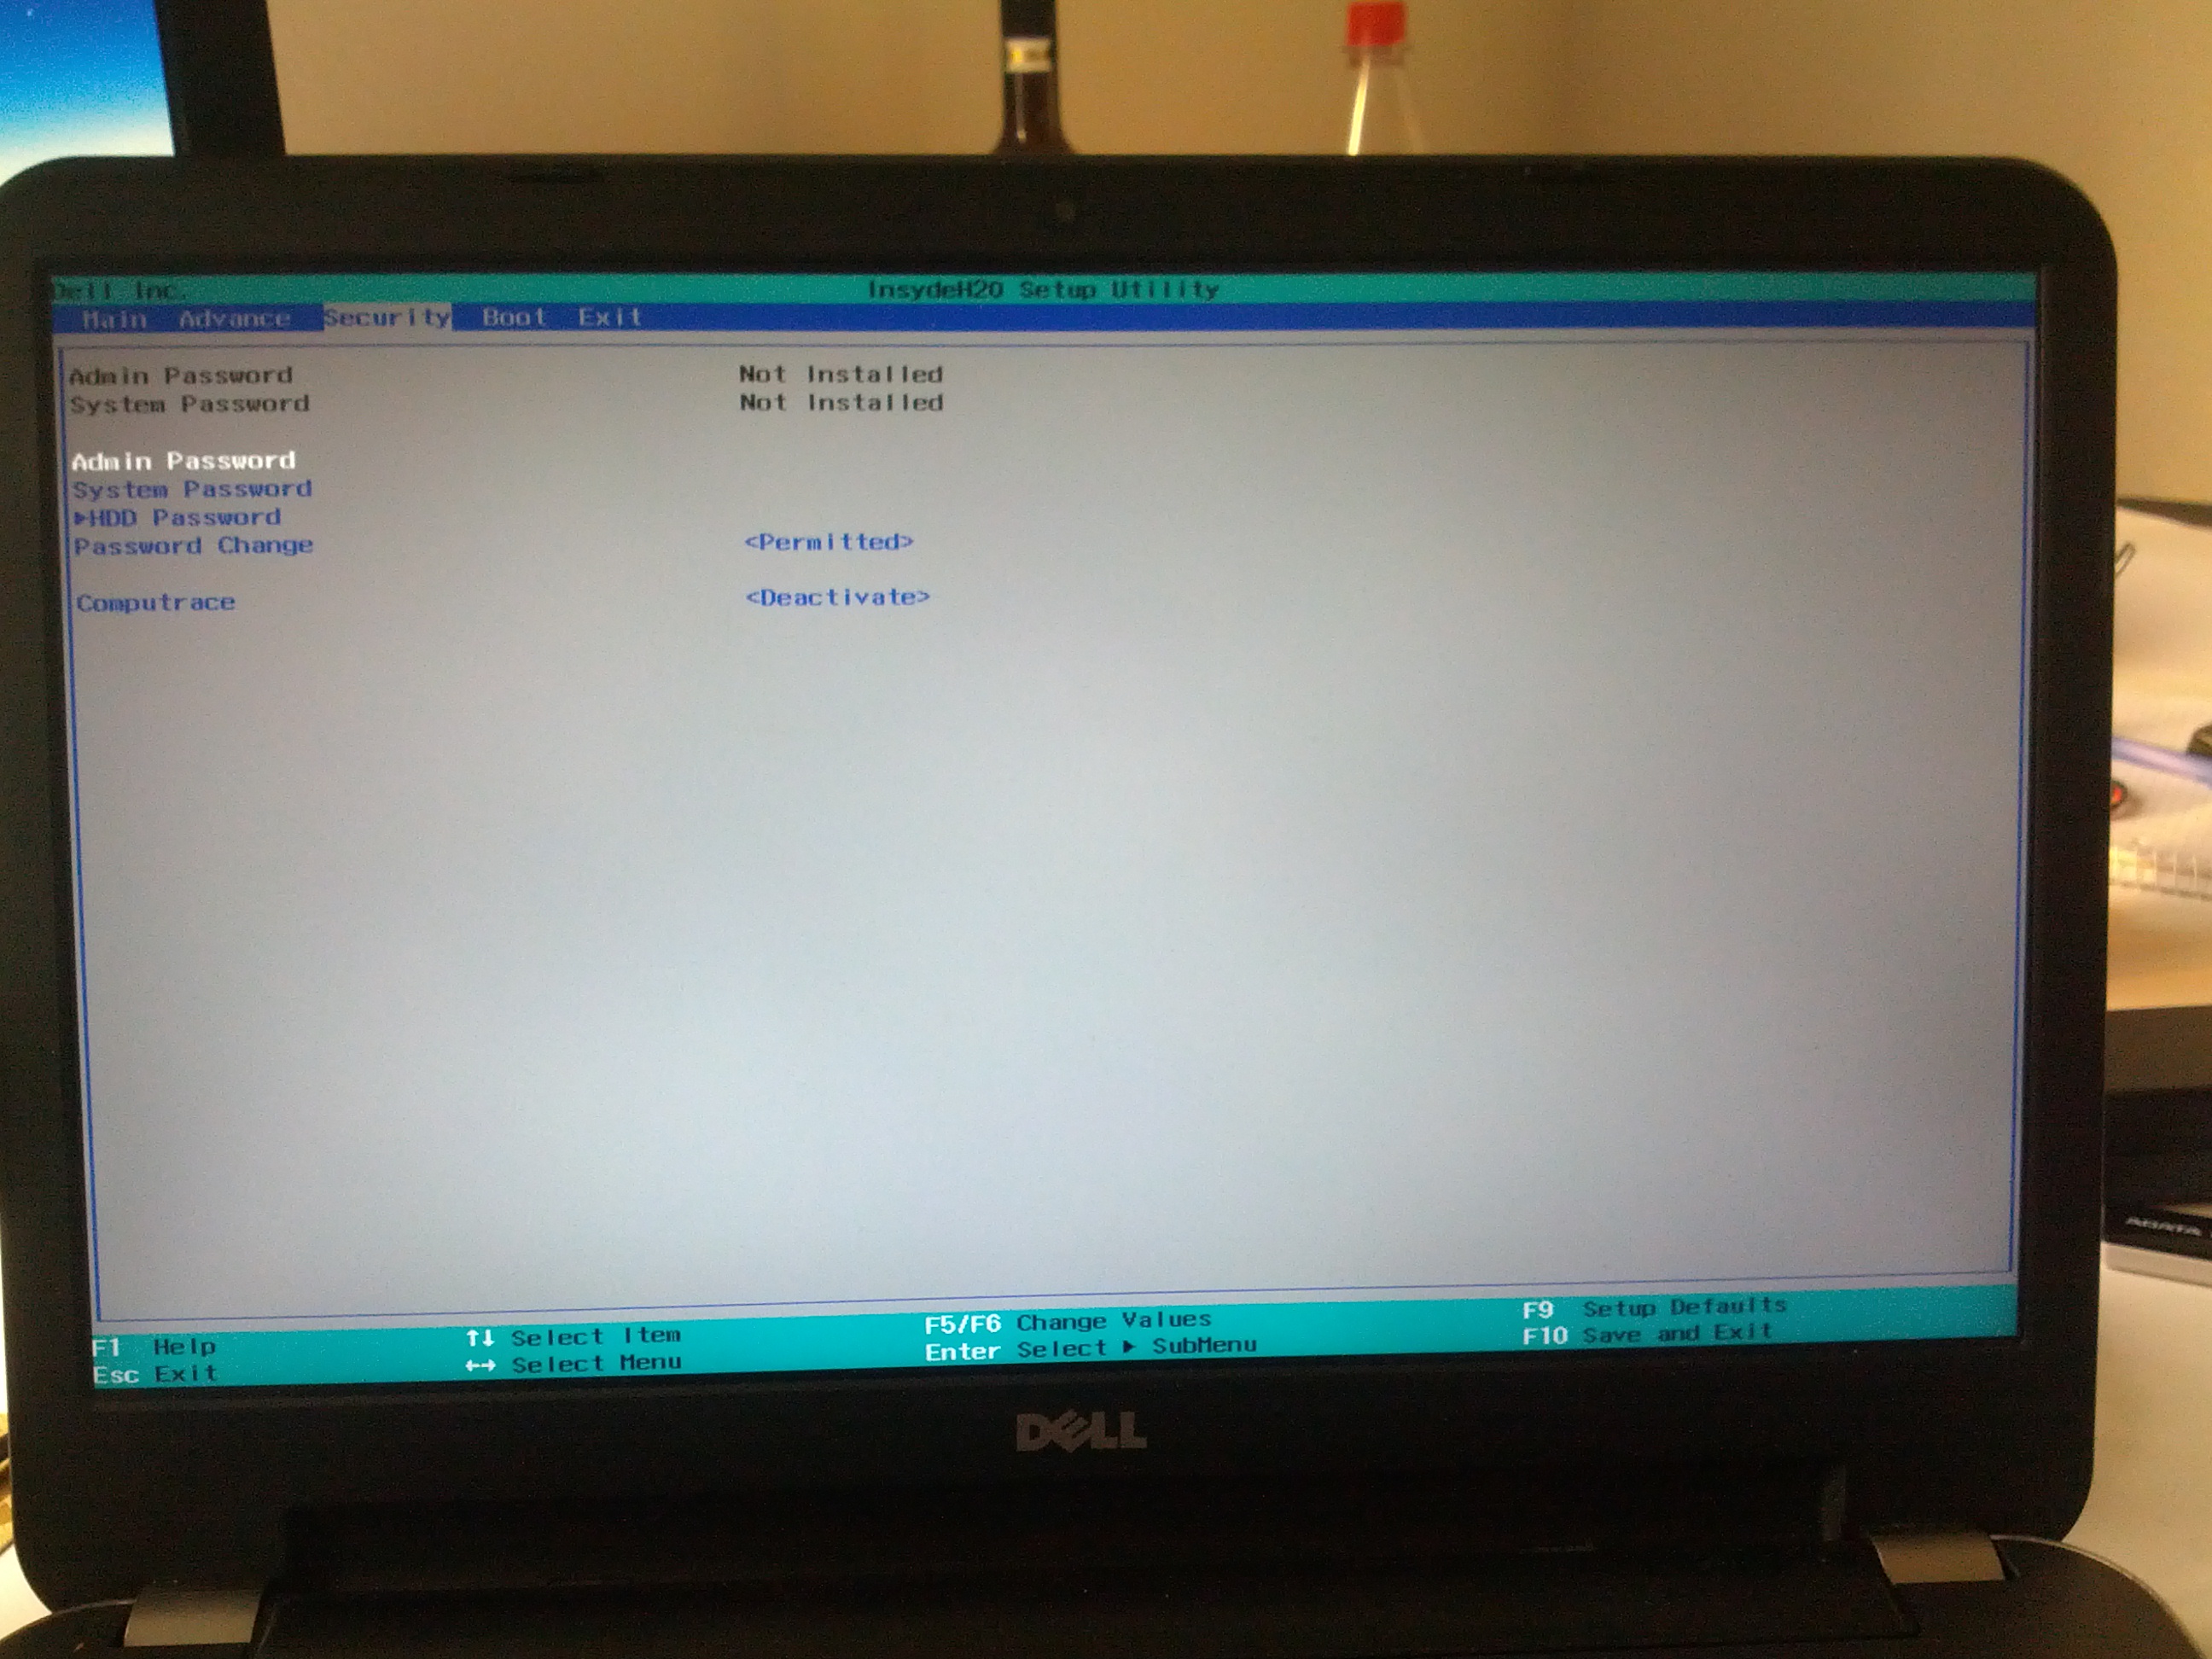 Dell Inc. InsydeH20 Setup Utility
Main Advance Security Boot Exit
Admin Password Not Installed
System Password Not Installed
Admin Password
System Password
▶HDD Password
Password Change <Permitted>
Computrace <Deactivate>
F1 Help ↑↓ Select Item F5/F6 Change Values F9 Setup Defaults
Esc Exit ←→ Select Menu Enter Select ▶ SubMenu F10 Save and Exit
DELL
ADATA